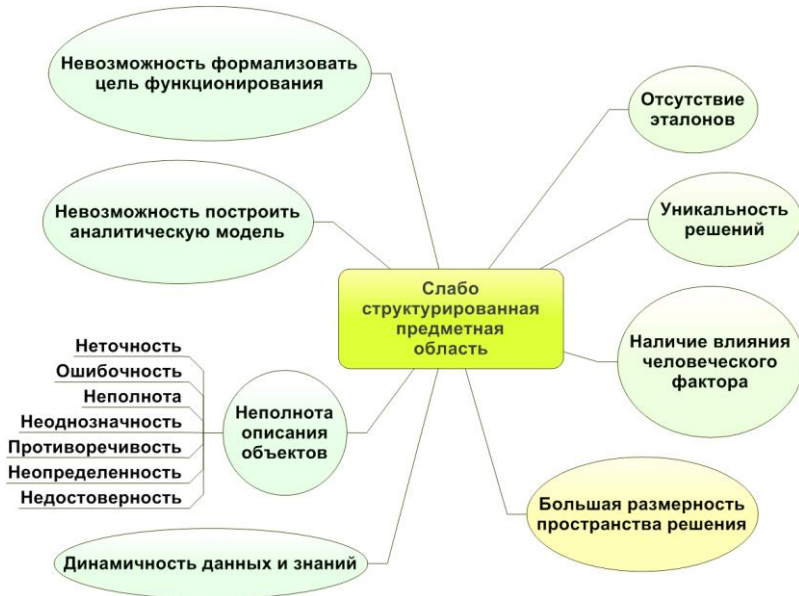 Невозможность формализовать
цель функционирования
Отсутствие
эталонов
Невозможность построить
аналитическую модель
Уникальность
решений
Слабо
структурированная
предметная
область
Наличие влияния
человеческого
фактора
Неточность
Ошибочность
Неполнота
Неоднозначность
Противоречивость
Неопределенность
Недостоверность
Неполнота
описания
объектов
Большая размерность
пространства решения
Динамичность данных и знаний